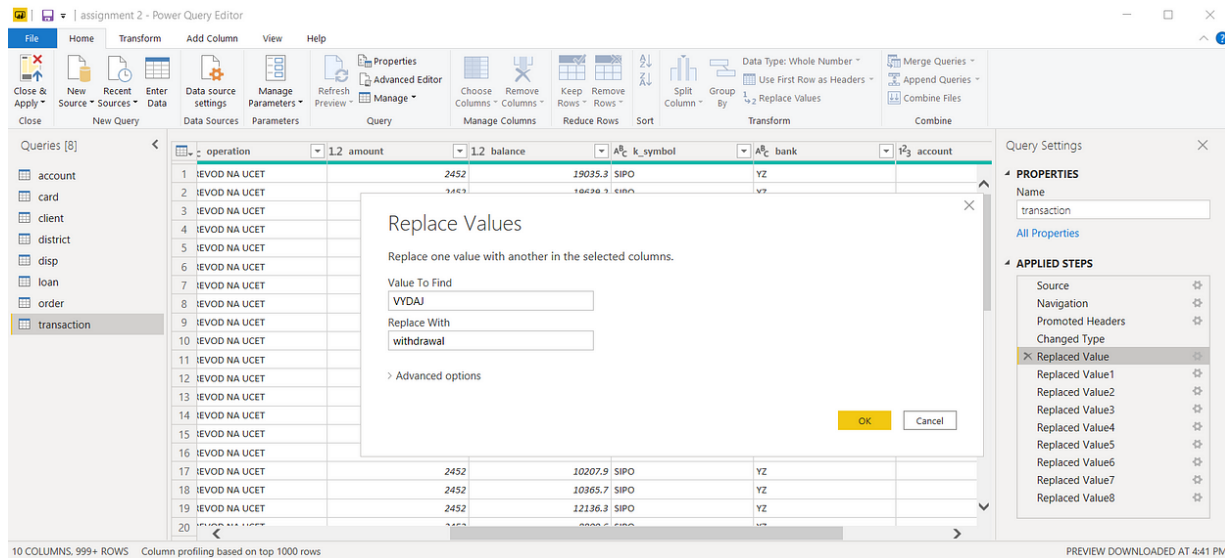 assignment 2 - Power Query Editor
File Home Transform Add Column View Help
Close & Apply
New Source
Recent Sources
Enter Data
Data source settings
Manage Parameters
Refresh Preview
Properties
Advanced Editor
Manage
Choose Columns
Remove Columns
Keep Rows
Remove Rows
Split Column
Group By
Data Type: Whole Number
Use First Row as Headers
1 2 Replace Values
Merge Queries
Append Queries
Combine Files
Close New Query Data Sources Parameters Query Manage Columns Reduce Rows Sort Transform Combine
Queries [8]
account
card
client
district
disp
loan
order
transaction
operation 1.2 amount 1.2 balance ABC k_symbol ABC bank 123 account
1 REVOD NA UCET 2452 19035.3 SIPO YZ
2 REVOD NA UCET 2452 SIPO YZ
3 REVOD NA UCET
4 REVOD NA UCET
5 REVOD NA UCET
6 REVOD NA UCET
7 REVOD NA UCET
8 REVOD NA UCET
9 REVOD NA UCET
10 REVOD NA UCET
11 REVOD NA UCET
12 REVOD NA UCET
13 REVOD NA UCET
14 REVOD NA UCET
15 REVOD NA UCET
16 REVOD NA UCET
17 REVOD NA UCET 2452 10207.9 SIPO YZ
18 REVOD NA UCET 2452 10365.7 SIPO YZ
19 REVOD NA UCET 2452 12136.3 SIPO YZ
20
Replace Values
Replace one value with another in the selected columns.
Value To Find
VYDAJ
Replace With
withdrawal
Advanced options
OK Cancel
Query Settings
PROPERTIES
Name
transaction
All Properties
APPLIED STEPS
Source
Navigation
Promoted Headers
Changed Type
Replaced Value
Replaced Value1
Replaced Value2
Replaced Value3
Replaced Value4
Replaced Value5
Replaced Value6
Replaced Value7
Replaced Value8
10 COLUMNS, 999+ ROWS Column profiling based on top 1000 rows
PREVIEW DOWNLOADED AT 4:41 PM